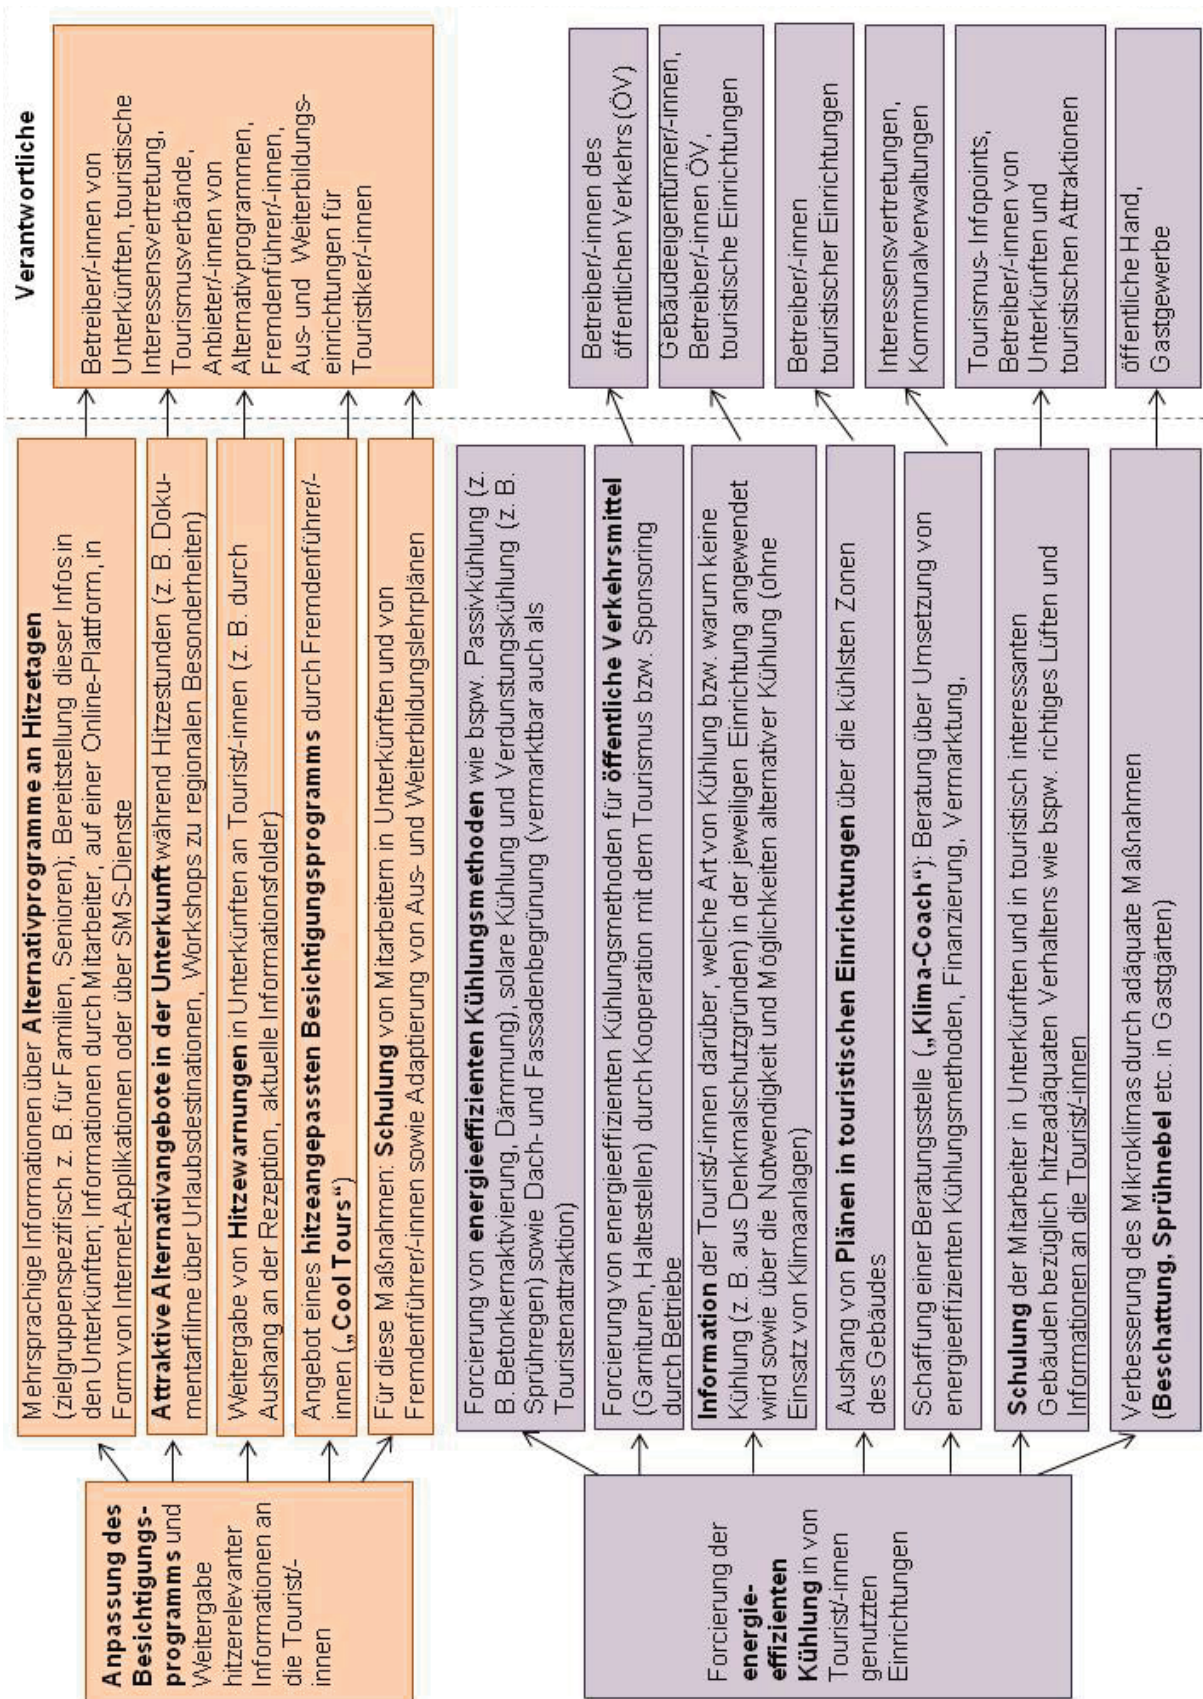 Verantwortliche
Anpassung des
Besichtigungs-
programms und
Weitergabe
hitzerelevanter
Informationen an
die Tourist/-
innen
Mehrsprachige Informationen über Alternativprogramme an Hitzetagen
(zielgruppenspezifisch z. B. für Familien, Senioren); Bereitstellung dieser Infos in
den Unterkünften; Informationen durch Mitarbeiter, auf einer Online-Plattform, in
Form von Internet-Applikationen oder über SMS-Dienste
Attraktive Alternativangebote in der Unterkunft während Hitzestunden (z. B. Doku-
mentarfilme über Urlaubsdestinationen, Workshops zu regionalen Besonderheiten)
Weitergabe von Hitzewarnungen in Unterkünften an Tourist/-innen (z. B. durch
Aushang an der Rezeption, aktuelle Informationsfolder)
Angebot eines hitzeangepassten Besichtigungsprogramms durch Fremdenführer/-
innen („Cool Tours“)
Für diese Maßnahmen: Schulung von Mitarbeitern in Unterkünften und von
Fremdenführer/-innen sowie Adaptierung von Aus- und Weiterbildungslehrplänen
Betreiber/-innen von
Unterkünften, touristische
Interessensvertretung,
Tourismusverbände,
Anbieter/-innen von
Alternativprogrammen,
Fremdenführer/-innen,
Aus- und Weiterbildungs-
einrichtungen für
Touristiker/-innen
Forcierung der
energie-
effizienten
Kühlung in von
Tourist/-innen
genutzten
Einrichtungen
Forcierung von energieeffizienten Kühlungsmethoden wie bspw. Passivkühlung (z.
B. Betonkernaktivierung, Dämmung), solare Kühlung und Verdunstungskühlung (z. B.
Sprühregen) sowie Dach- und Fassadenbegrünung (vermarktbar auch als
Touristenattraktion)
Forcierung von energieeffizienten Kühlungsmethoden für öffentliche Verkehrsmittel
(Garnituren, Haltestellen) durch Kooperation mit dem Tourismus bzw. Sponsoring
durch Betriebe
Information der Tourist/-innen darüber, welche Art von Kühlung bzw. warum keine
Kühlung (z. B. aus Denkmalschutzgründen) in der jeweiligen Einrichtung angewendet
wird sowie über die Notwendigkeit und Möglichkeiten alternativer Kühlung (ohne
Einsatz von Klimaanlagen)
Aushang von Plänen in touristischen Einrichtungen über die kühlsten Zonen
des Gebäudes
Schaffung einer Beratungsstelle („Klima-Coach“): Beratung über Umsetzung von
energieeffizienten Kühlungsmethoden, Finanzierung, Vermarktung,
Schulung der Mitarbeiter in Unterkünften und in touristisch interessanten
Gebäuden bezüglich hitzeadäquaten Verhaltens wie bspw. richtiges Lüften und
Informationen an die Tourist/-innen
Verbesserung des Mikroklimas durch adäquate Maßnahmen
(Beschattung, Sprühnebel etc. in Gastgärten)
Betreiber/-innen des
öffentlichen Verkehrs (ÖV)
Gebäudeeigentümer/-innen,
Betreiber/-innen ÖV,
touristische Einrichtungen
Betreiber/-innen
touristischer Einrichtungen
Interessensvertretungen,
Kommunalverwaltungen
Tourismus- Infopoints,
Betreiber/-innen von
Unterkünften und
touristischen Attraktionen
öffentliche Hand,
Gastgewerbe